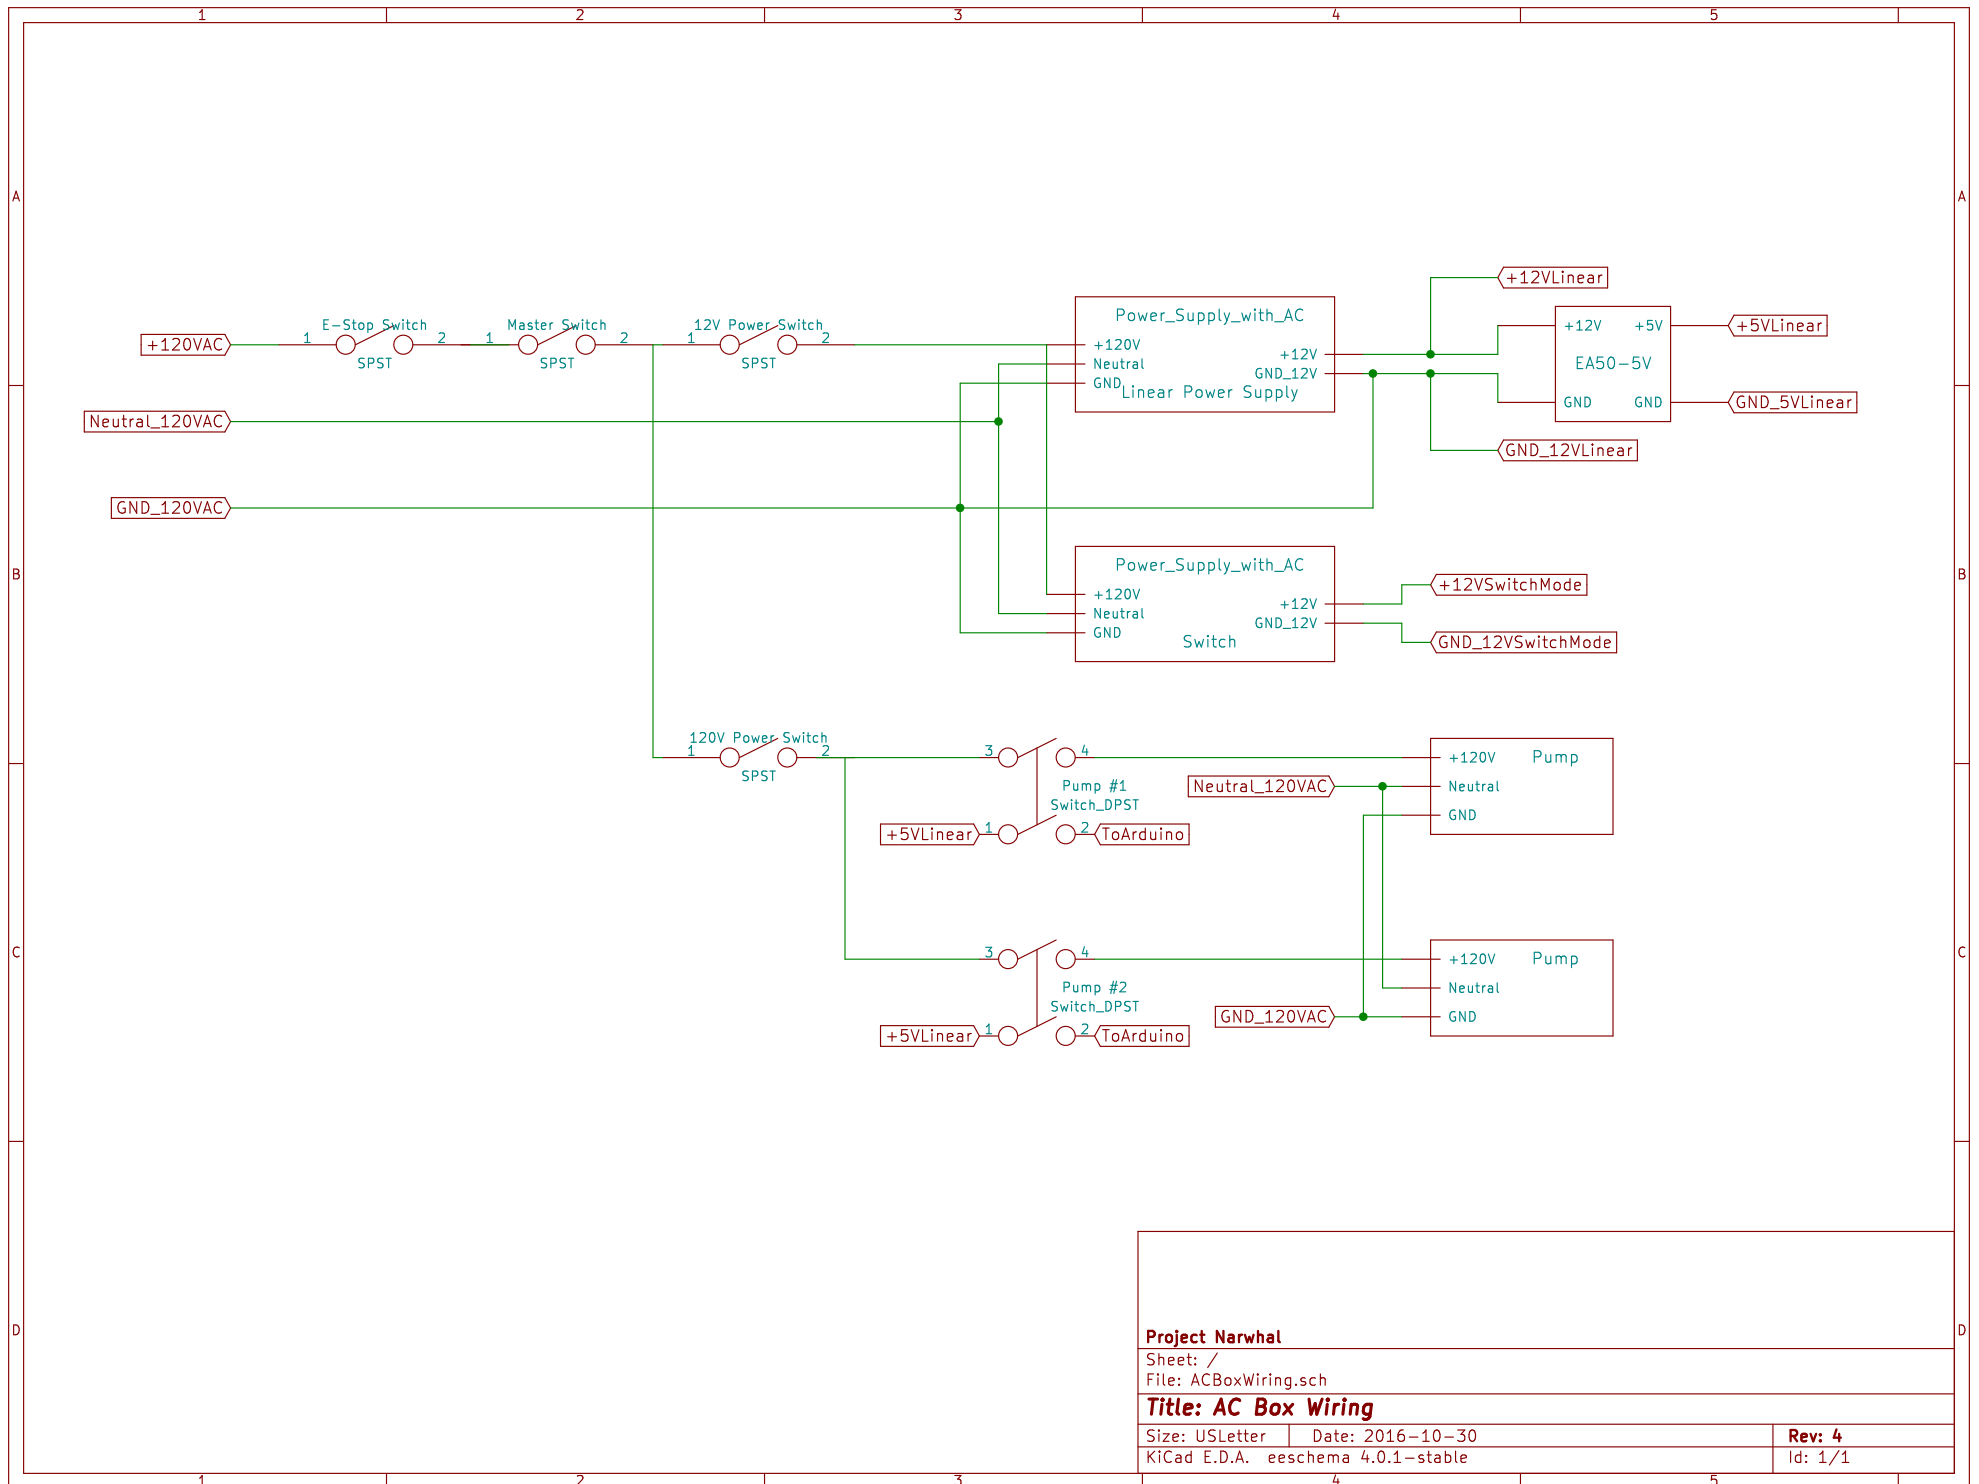 1 2 3 4 5
A A
+12VLinear
E-Stop Switch Master Switch 12V Power Switch Power_Supply_with_AC +12V +5V +5VLinear
+120VAC 1 2 1 2 1 2 +120V
SPST SPST SPST Neutral +12V EA50-5V
GND GND_12V
Linear Power Supply
GND GND GND_5VLinear
Neutral_120VAC
GND_12VLinear
GND_120VAC
Power_Supply_with_AC
B B
+120V +12VSwitchMode
Neutral +12V
GND GND_12V
Switch GND_12VSwitchMode
120V Power Switch
1 2 3 4 +120V Pump
SPST
Pump #1 Neutral_120VAC Neutral
Switch_DPST
GND
+5VLinear 1 2 ToArduino
C C
3 4 +120V Pump
Pump #2 Neutral
Switch_DPST
GND_120VAC GND
+5VLinear 1 2 ToArduino
D D
Project Narwhal
Sheet: /
File: ACBoxWiring.sch
Title: AC Box Wiring
Size: USLetter Date: 2016-10-30 Rev: 4
KiCad E.D.A. eeschema 4.0.1-stable Id: 1/1
1 2 3 4 5